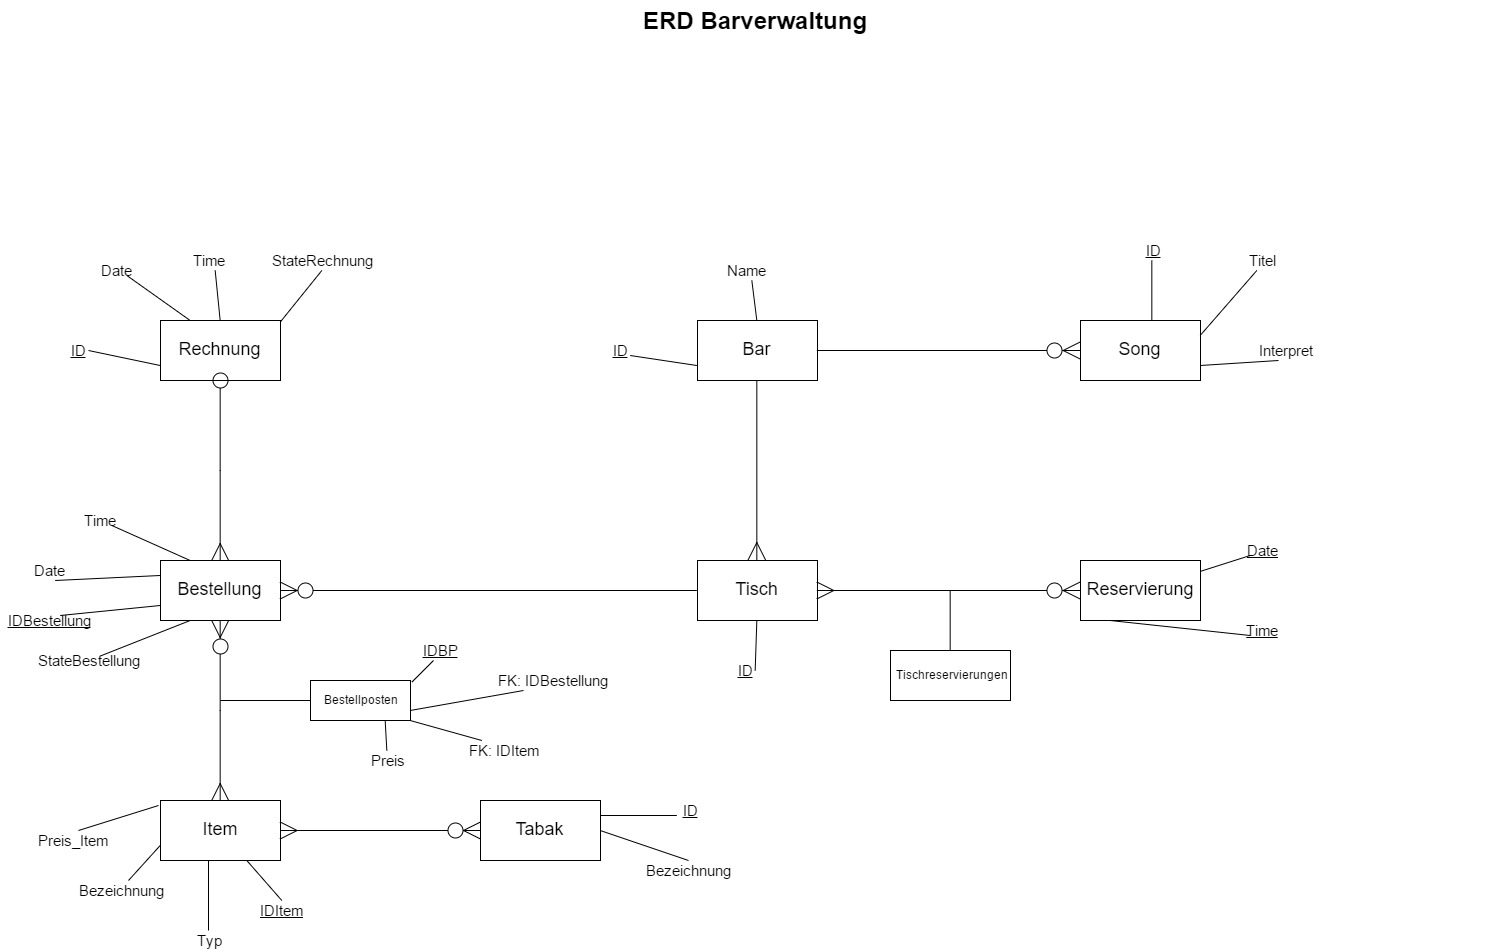 ERD Barverwaltung
Date
Time
StateRechnung
ID
Rechnung
Name
ID
Bar
ID
Titel
Interpret
Song
Time
Date
IDBestellung
StateBestellung
Bestellung
Tisch
ID
Reservierung
Date
Time
Tischreservierungen
IDBP
FK: IDBestellung
Bestellposten
FK: IDItem
Preis
Item
Preis_Item
Bezeichnung
IDItem
Typ
Tabak
ID
Bezeichnung